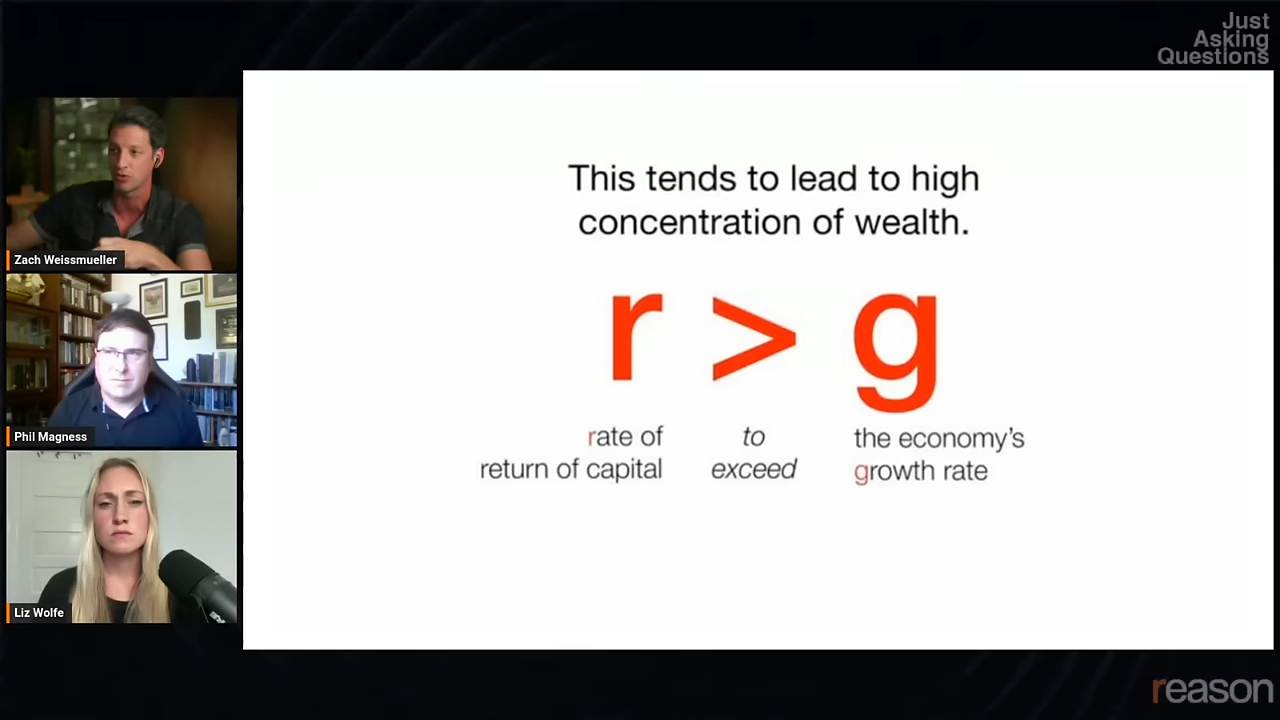 Just
Asking
Questions
This tends to lead to high
concentration of wealth.
r > g
rate of
return of capital
to
exceed
the economy's
growth rate
Zach Weissmueller
Phil Magness
Liz Wolfe
reason